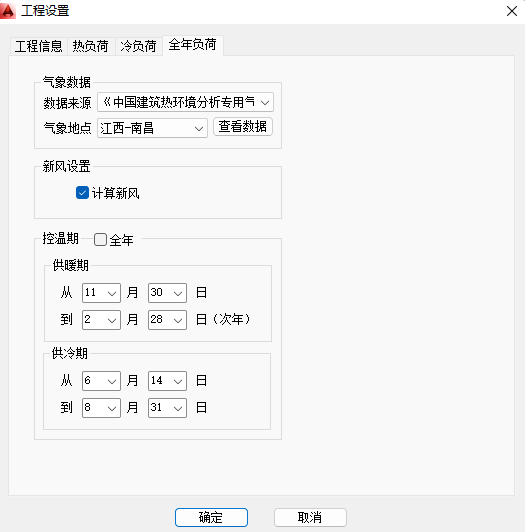 工程设置
工程信息 热负荷 冷负荷 全年负荷
气象数据
数据来源 《中国建筑热环境分析专用气
气象地点 江西-南昌 查看数据
新风设置
计算新风
控温期 全年
供暖期
从 11 月 30 日
到 2 月 28 日（次年）
供冷期
从 6 月 14 日
到 8 月 31 日
确定 取消